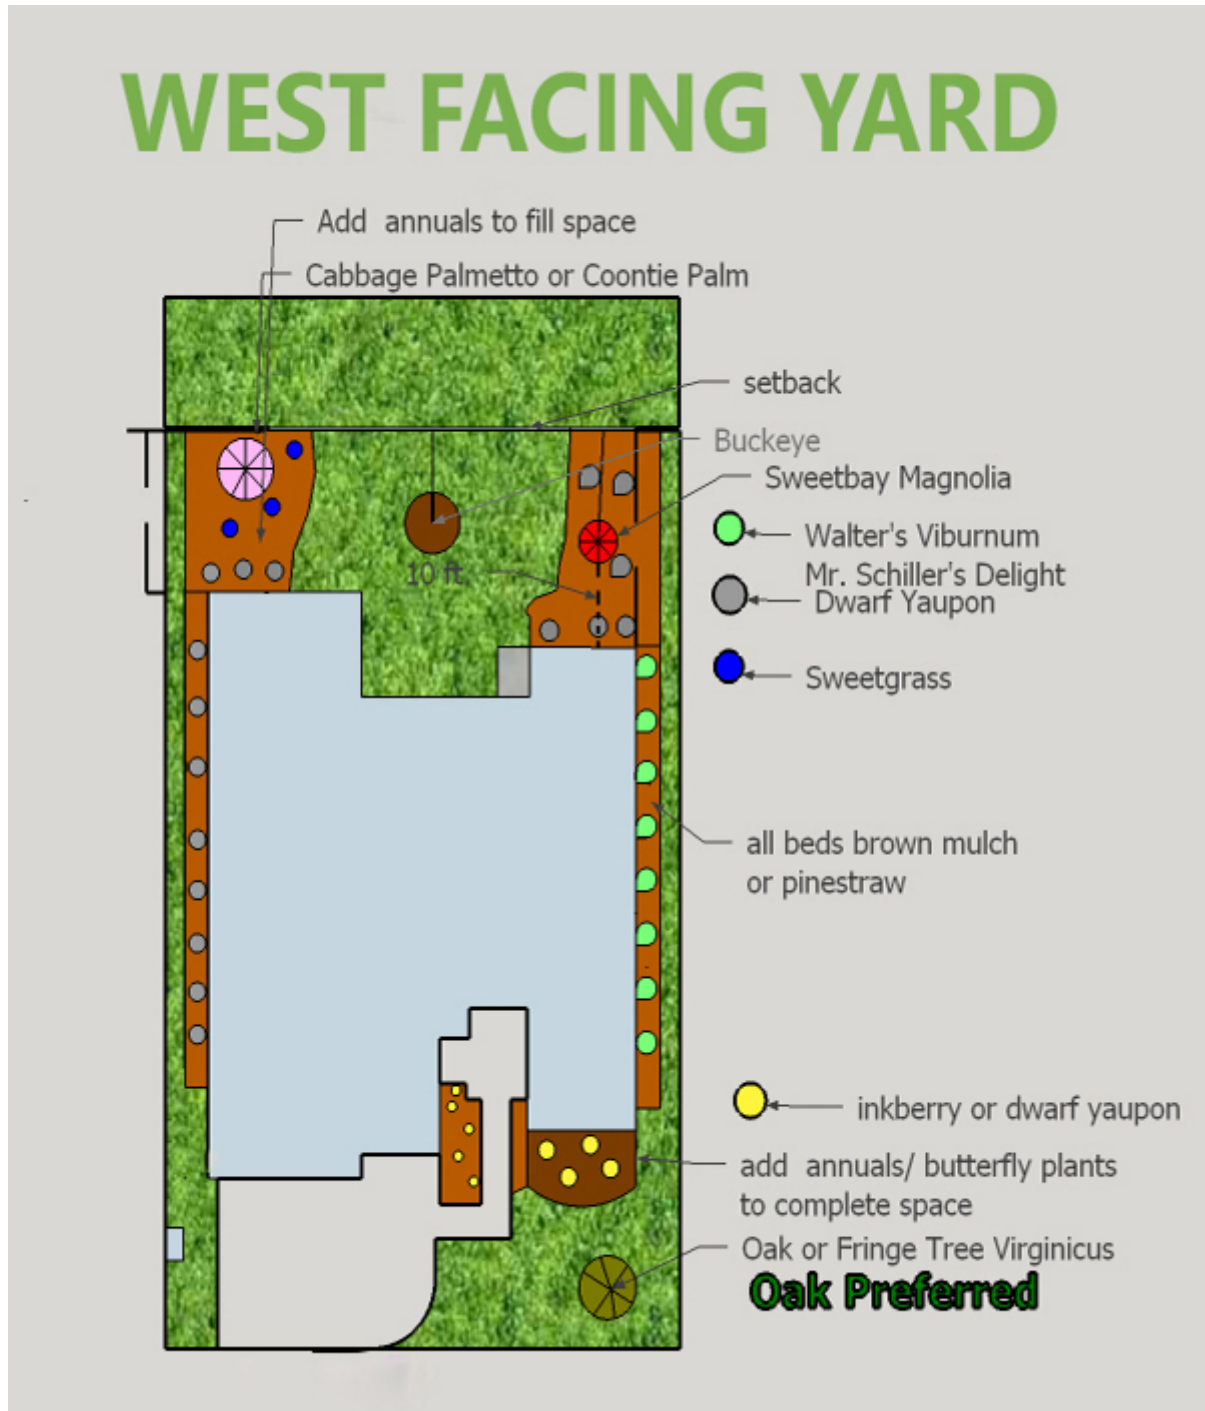 WEST FACING YARD
Add annuals to fill space
Cabbage Palmetto or Coontie Palm
setback
Buckeye
Sweetbay Magnolia
Walter's Viburnum
Mr. Schiller's Delight
10 ft.
Dwarf Yaupon
Sweetgrass
all beds brown mulch
or pinestraw
inkberry or dwarf yaupon
add annuals/ butterfly plants
to complete space
Oak or Fringe Tree Virginicus
Oak Preferred